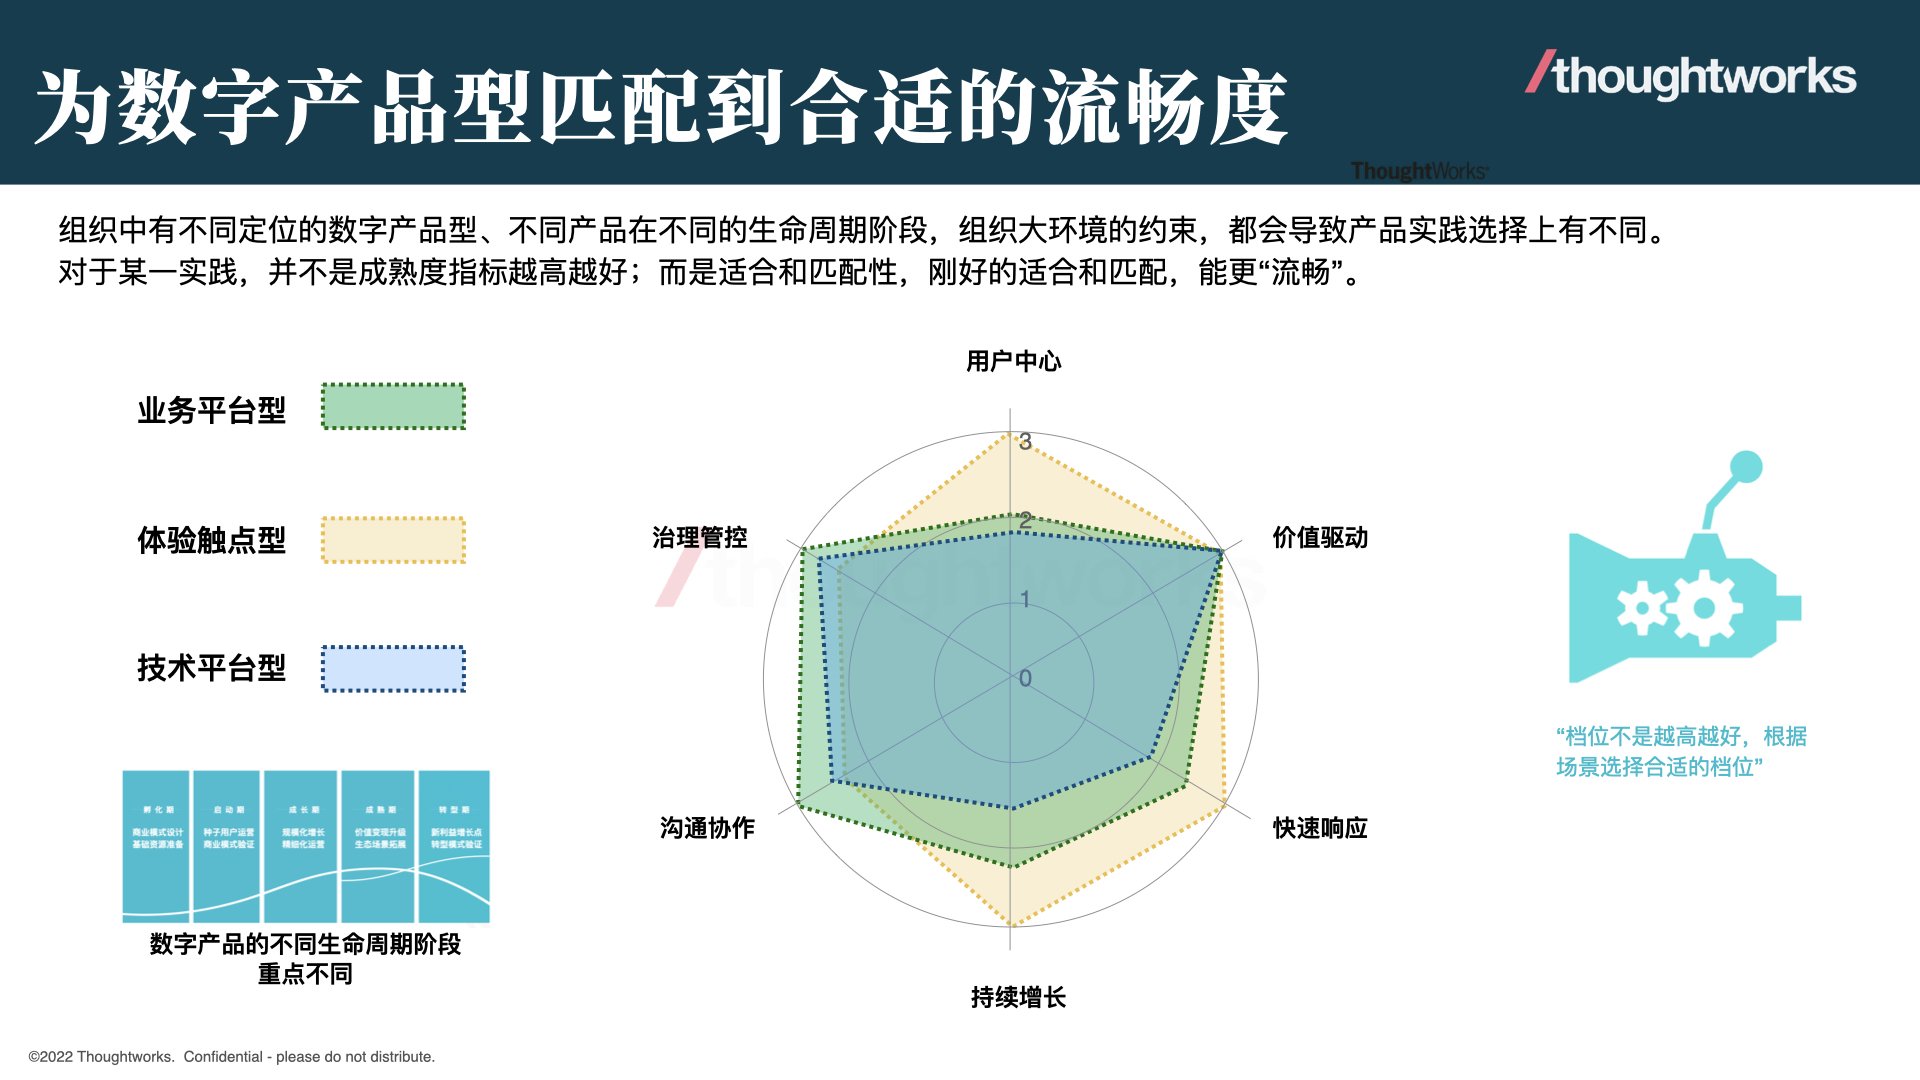 为数字产品型匹配到合适的流畅度
/thoughtworks
ThoughtWorks
组织中有不同定位的数字产品型、不同产品在不同的生命周期阶段，组织大环境的约束，都会导致产品实践选择上有不同。
对于某一实践，并不是成熟度指标越高越好；而是适合和匹配性，刚好的适合和匹配，能更“流畅”。
业务平台型
体验触点型
技术平台型
孵化期
商业模式设计
基础资源准备
启动期
种子用户运营
商业模式验证
成长期
规模化增长
精细化运营
成熟期
价值变现升级
生态场景拓展
转型期
新利益增长点
转型模式验证
数字产品的不同生命周期阶段
重点不同
用户中心
价值驱动
快速响应
持续增长
沟通协作
治理管控
3
2
1
0
/thoughtworks
“档位不是越高越好，根据
场景选择合适的档位”
©2022 Thoughtworks. Confidential - please do not distribute.